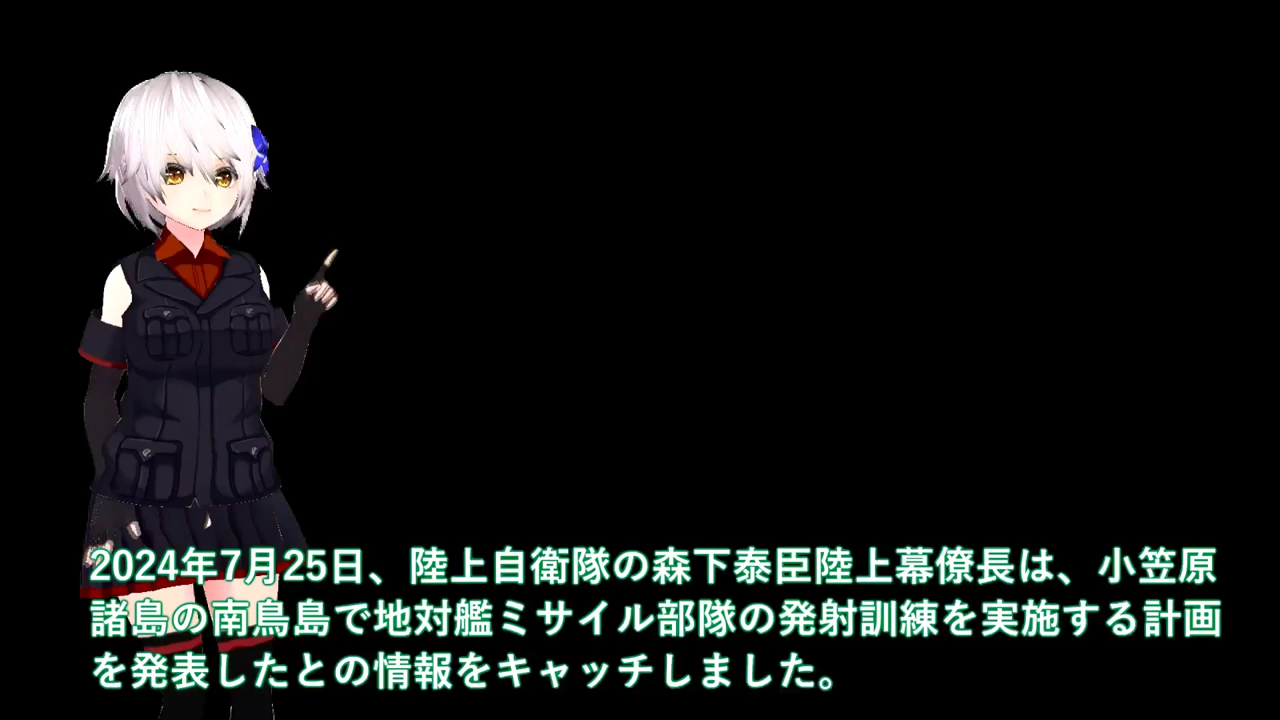 2024年7月25日、陸上自衛隊の森下泰臣陸上幕僚長は、小笠原
諸島の南鳥島で地対艦ミサイル部隊の発射訓練を実施する計画
を発表したとの情報をキャッチしました。